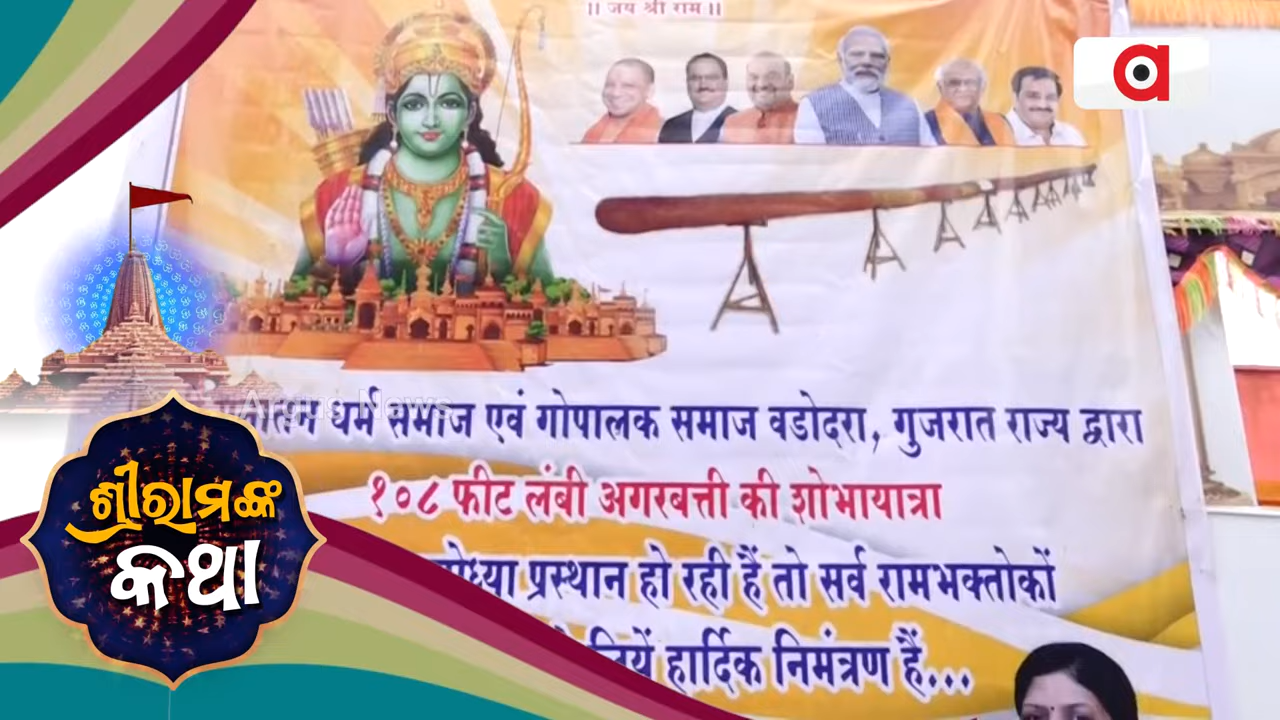 ॥ जय श्री राम ॥
a
धर्म समाज एवं गोपालक समाज वडोदरा, गुजरात राज्य द्वारा
Argus News
१०८ फीट लंबी अगरबत्ती की शोभायात्रा
प्रस्थान हो रही हैं तो सर्व रामभक्तोकों
हार्दिक निमंत्रण हैं...
ଶ୍ରୀରାମଙ୍କ
କଥା